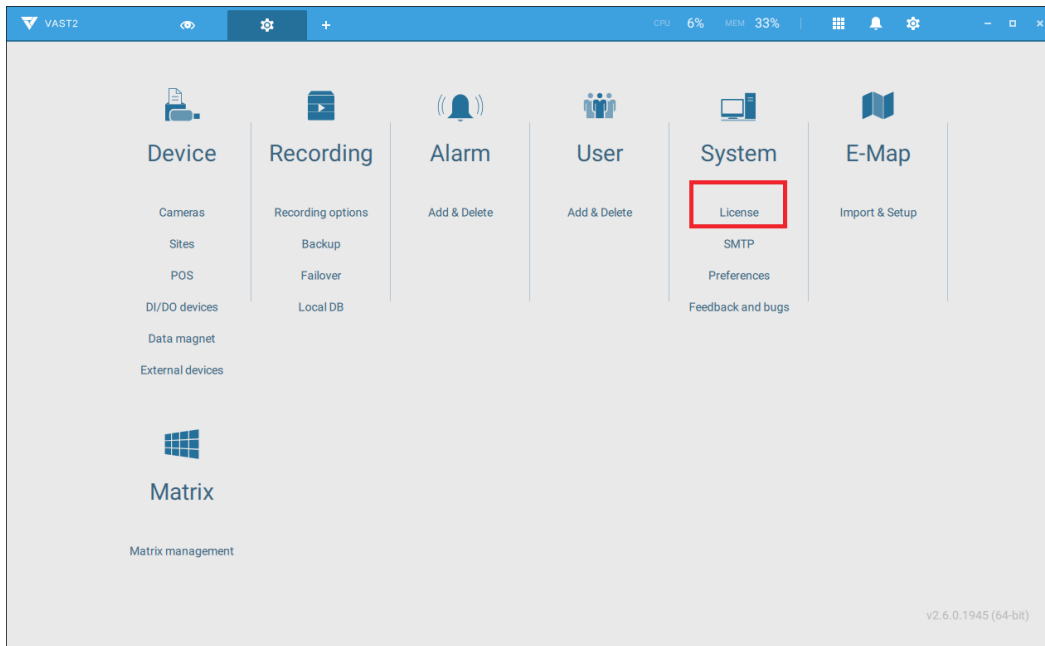 VAST2
CPU 6% MEM 33%
Device
Cameras
Sites
POS
DI/DO devices
Data magnet
External devices
Recording
Recording options
Backup
Failover
Local DB
Alarm
Add & Delete
User
Add & Delete
System
License
SMTP
Preferences
Feedback and bugs
E-Map
Import & Setup
Matrix
Matrix management
v2.6.0.1945 (64-bit)